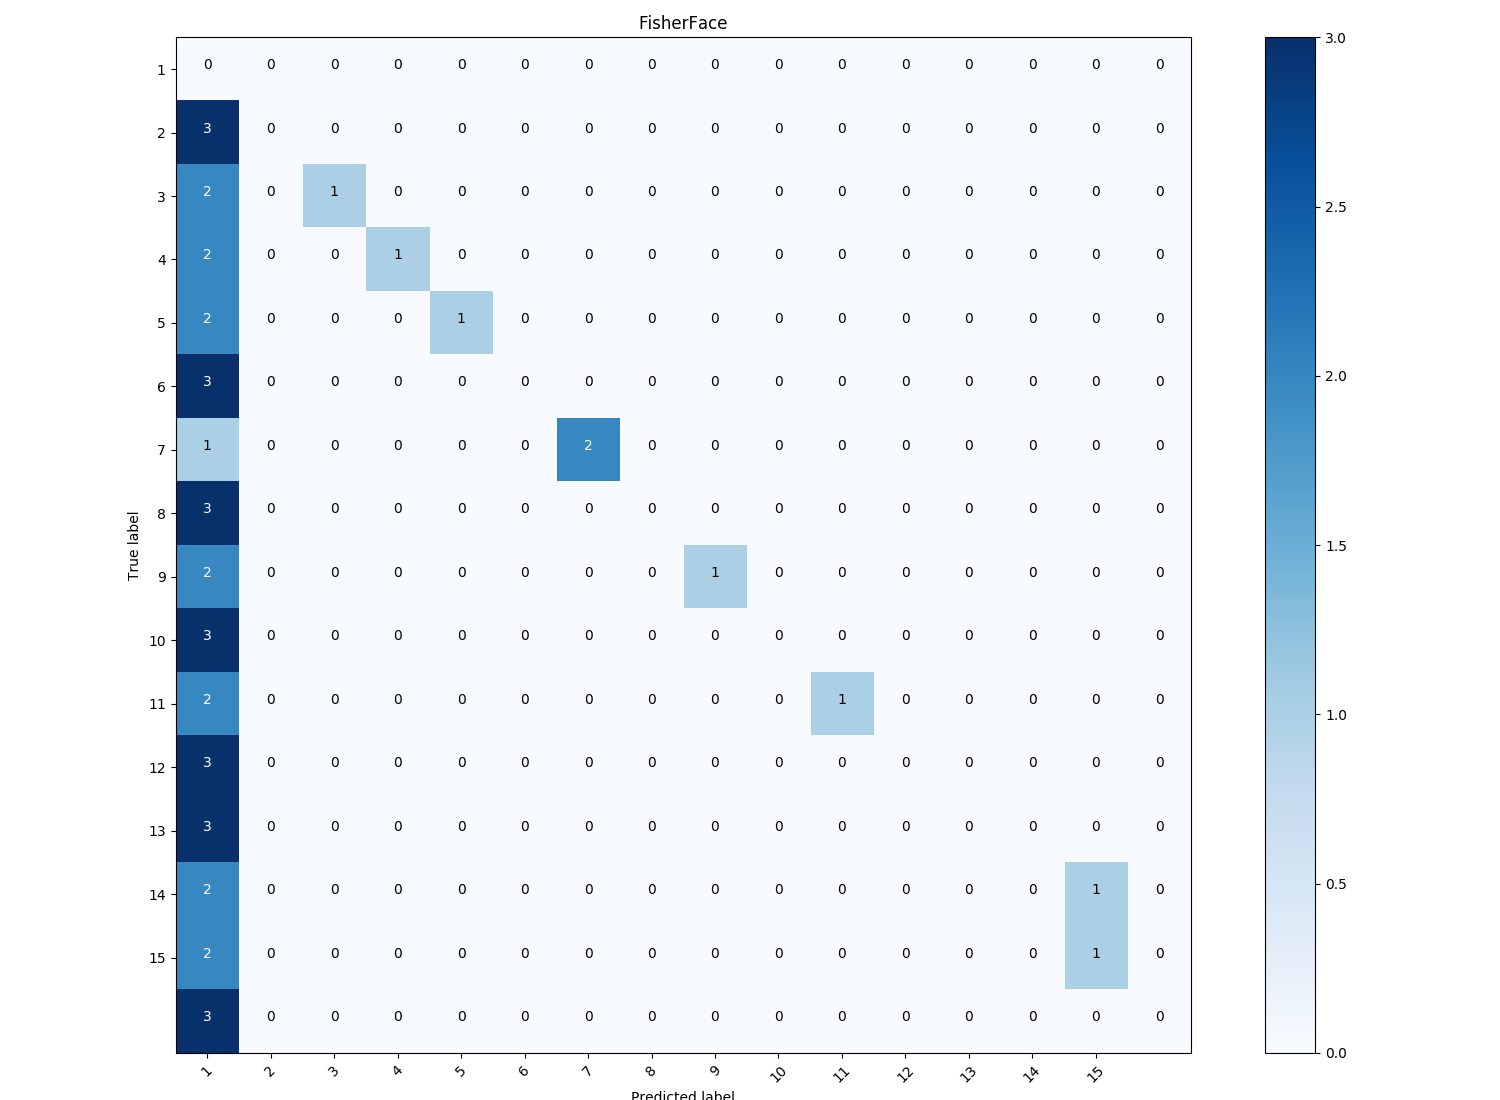 FisherFace
1 0 0 0 0 0 0 0 0 0 0 0 0 0 0 0 0
2 3 0 0 0 0 0 0 0 0 0 0 0 0 0 0 0
3 2 0 1 0 0 0 0 0 0 0 0 0 0 0 0 0
4 2 0 0 1 0 0 0 0 0 0 0 0 0 0 0 0
5 2 0 0 0 1 0 0 0 0 0 0 0 0 0 0 0
6 3 0 0 0 0 0 0 0 0 0 0 0 0 0 0 0
7 1 0 0 0 0 0 2 0 0 0 0 0 0 0 0 0
8 3 0 0 0 0 0 0 0 0 0 0 0 0 0 0 0
9 2 0 0 0 0 0 0 0 1 0 0 0 0 0 0 0
10 3 0 0 0 0 0 0 0 0 0 0 0 0 0 0 0
11 2 0 0 0 0 0 0 0 0 0 1 0 0 0 0 0
12 3 0 0 0 0 0 0 0 0 0 0 0 0 0 0 0
13 3 0 0 0 0 0 0 0 0 0 0 0 0 0 0 0
14 2 0 0 0 0 0 0 0 0 0 0 0 0 0 1 0
15 2 0 0 0 0 0 0 0 0 0 0 0 0 0 1 0
3 0 0 0 0 0 0 0 0 0 0 0 0 0 0 0
1 2 3 4 5 6 7 8 9 10 11 12 13 14 15
True label
Predicted label
3.0
2.5
2.0
1.5
1.0
0.5
0.0